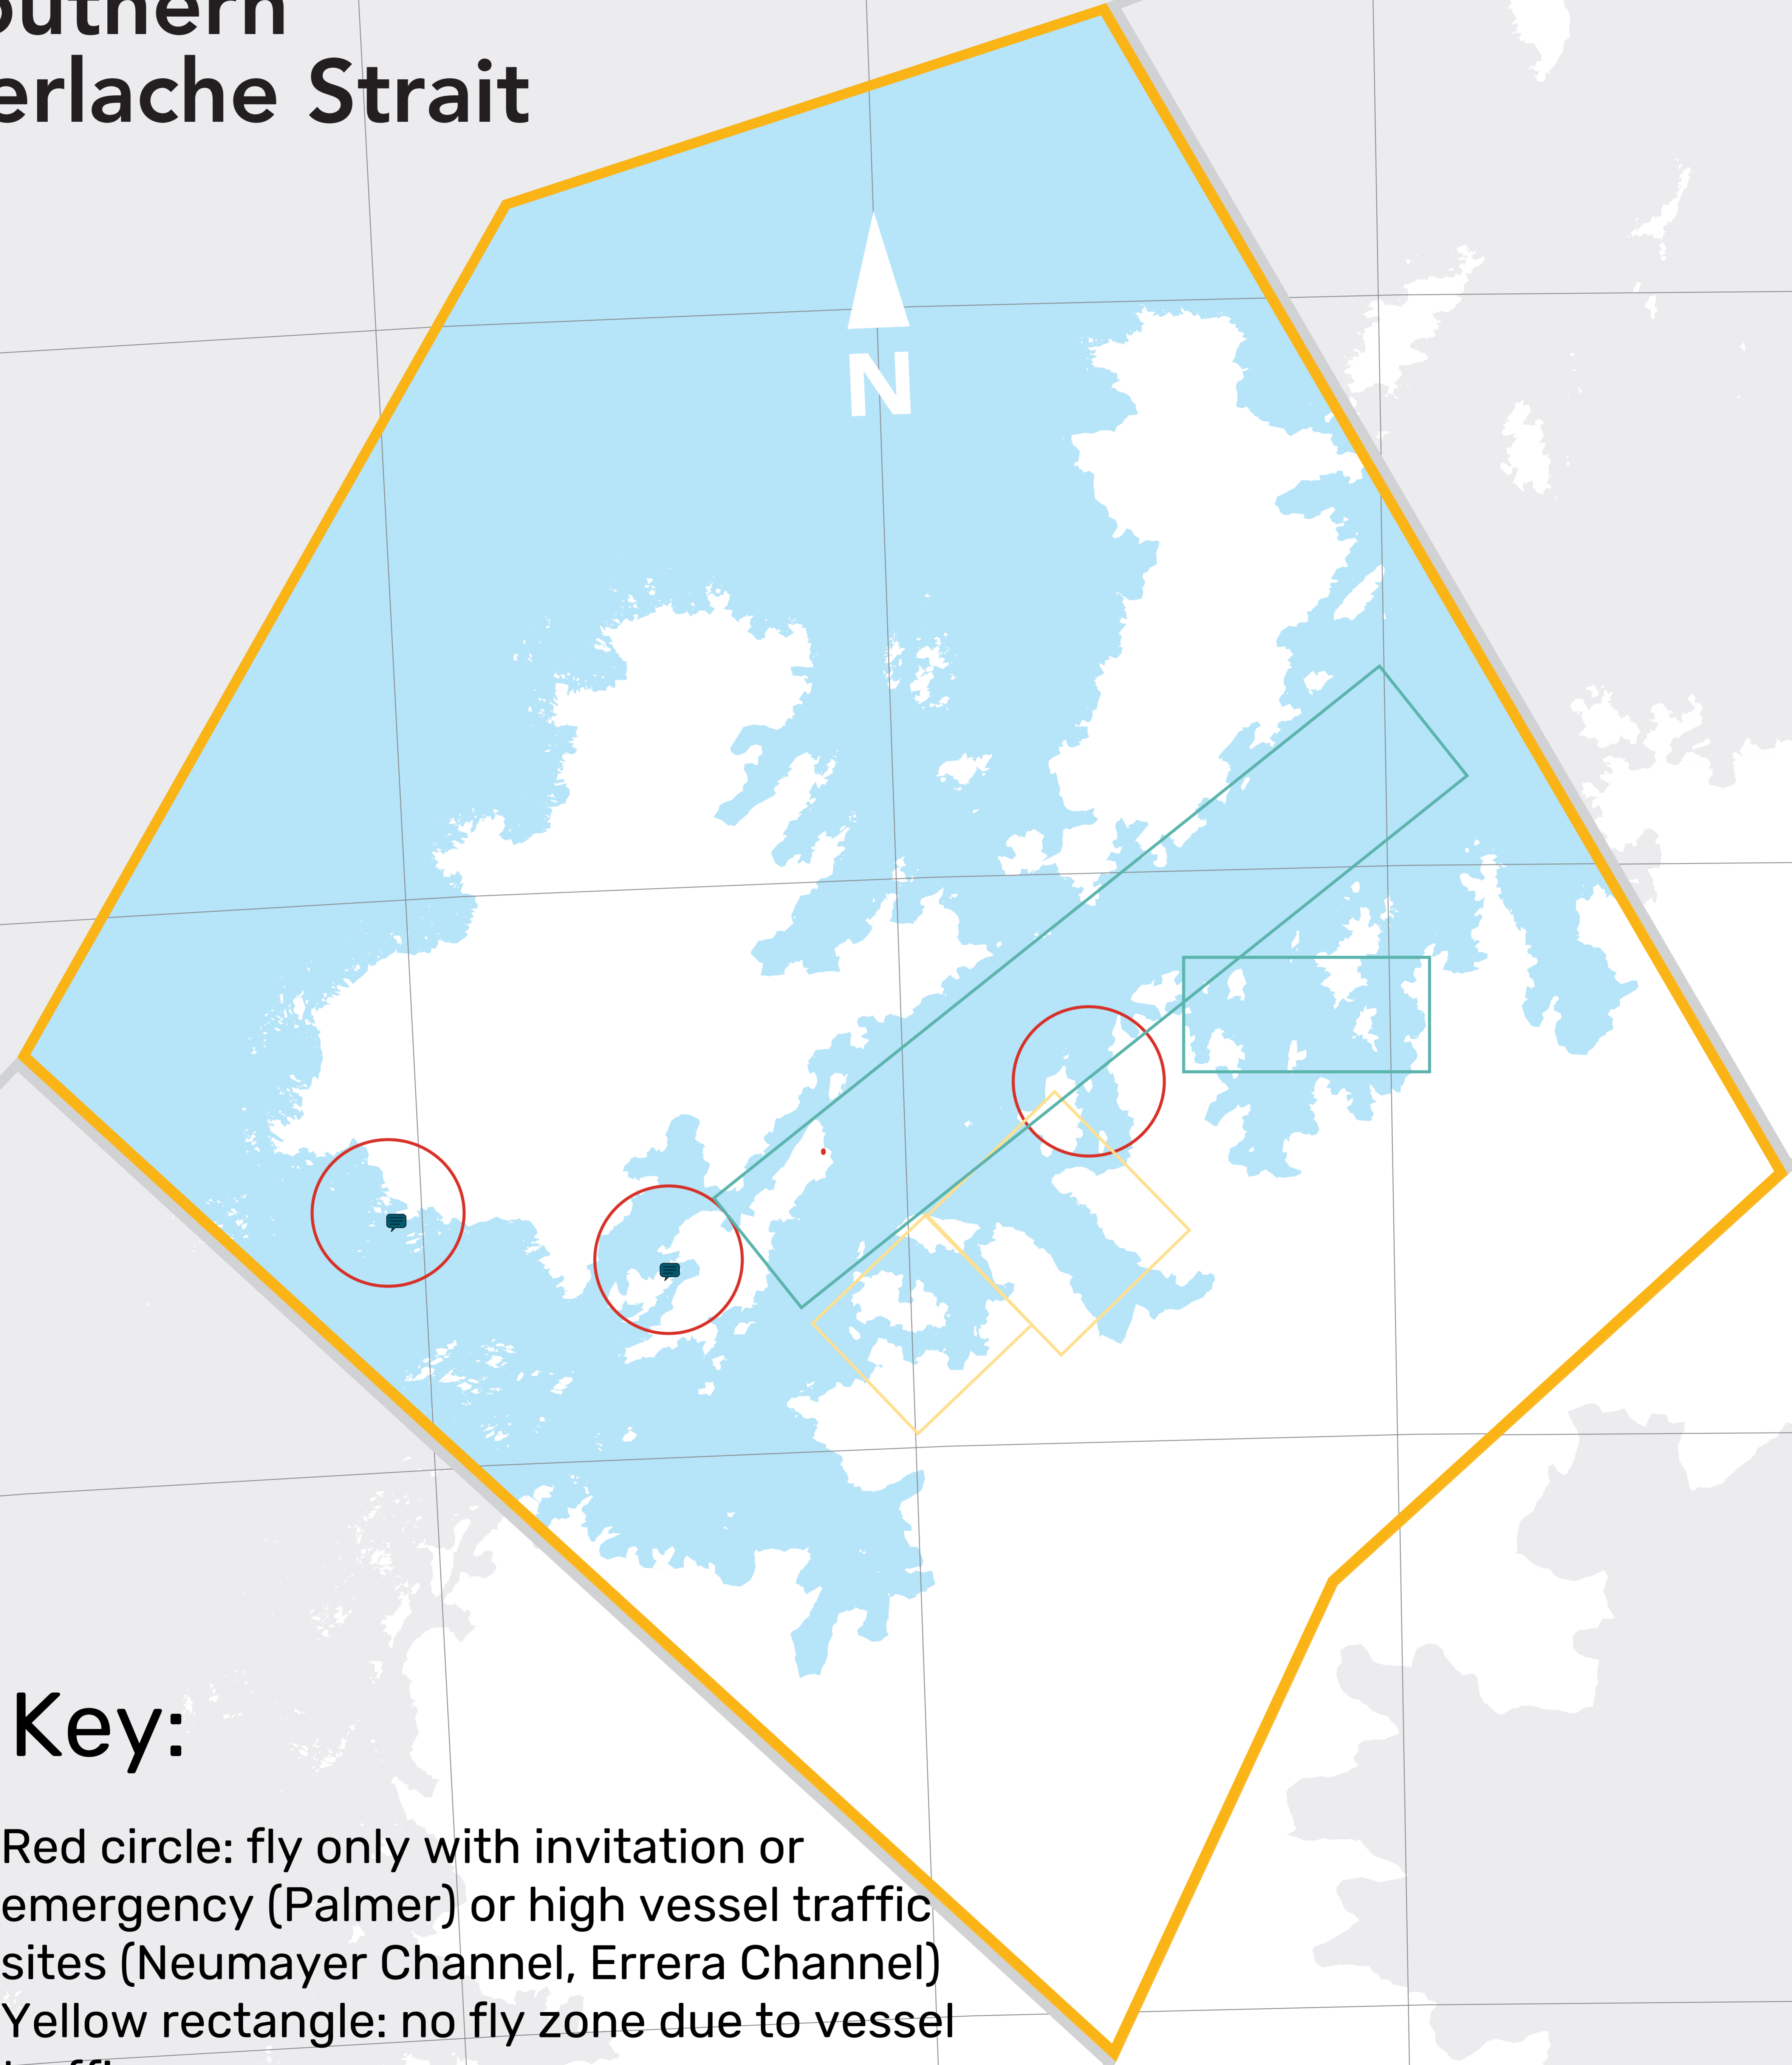 outhern
erlache Strait
N
Key:
Red circle: fly only with invitation or
emergency (Palmer) or high vessel traffic
sites (Neumayer Channel, Errera Channel)
Yellow rectangle: no fly zone due to vessel